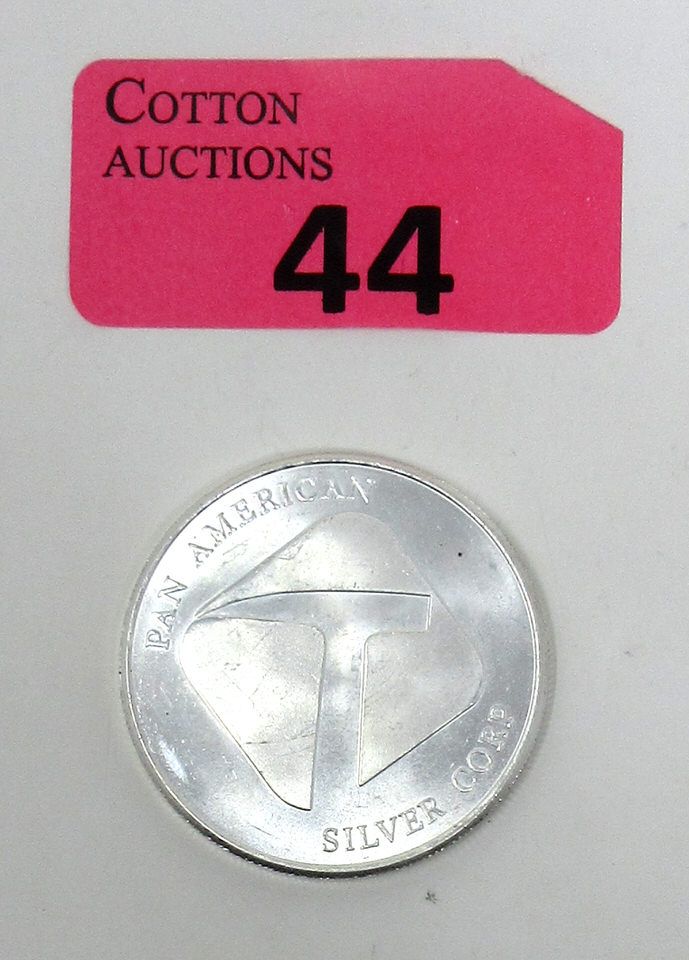 COTTON
AUCTIONS
44
PAN AMERICAN
SILVER CORP